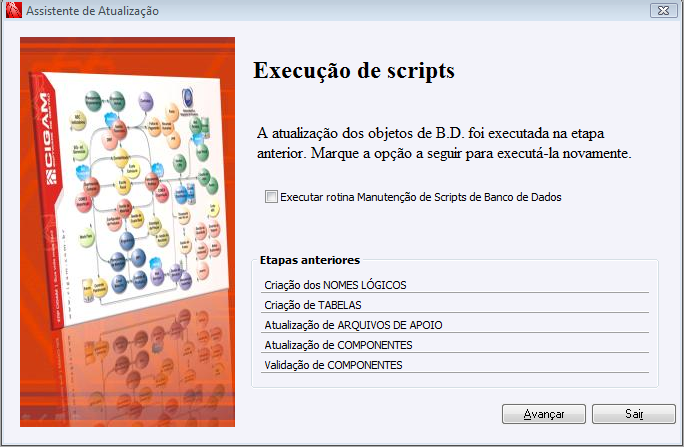 Assistente de Atualização
Execução de scripts
A atualização dos objetos de B.D. foi executada na etapa
anterior. Marque a opção a seguir para executá-la novamente.
Executar rotina Manutenção de Scripts de Banco de Dados
Etapas anteriores
Criação dos NOMES LÓGICOS
Criação de TABELAS
Atualização de ARQUIVOS DE APOIO
Atualização de COMPONENTES
Validação de COMPONENTES
Avançar
Sair
CIGAM